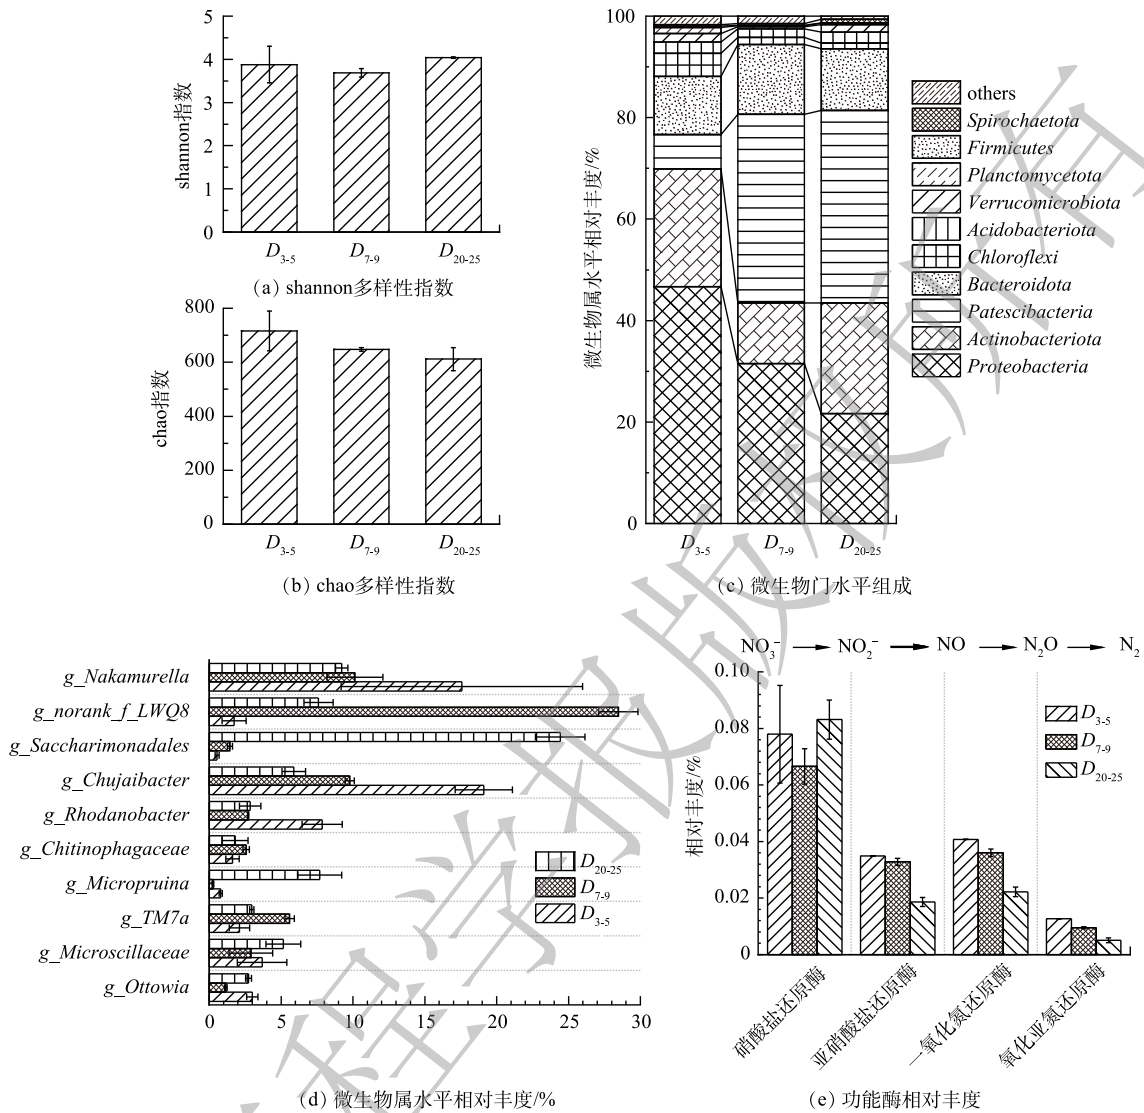 5
4
3
2
1
0
shannon指数
D3-5 D7-9 D20-25
（a）shannon多样性指数
800
600
400
200
0
chao指数
D3-5 D7-9 D20-25
（b）chao多样性指数
100
80
60
40
20
0
微生物属水平相对丰度/%
D3-5 D7-9 D20-25
（c）微生物门水平组成
others
Spirochaetota
Firmicutes
Planctomycetota
Verrucomicrobiota
Acidobacteriota
Chloroflexi
Bacteroidota
Patescibacteria
Actinobacteriota
Proteobacteria
g_Nakamurella
g_norank_f_LWQ8
g_Saccharimonadales
g_Chujaibacter
g_Rhodanobacter
g_Chitinophagaceae
g_Micropruina
g_TM7a
g_Microscillaceae
g_Ottowia
D20-25
D7-9
D3-5
0 5 10 15 20 25 30
（d）微生物属水平相对丰度/%
NO3− NO2− NO N2O N2
0.10
0.08
0.06
0.04
0.02
0
相对丰度/%
D3-5
D7-9
D20-25
硝酸盐还原酶
亚硝酸盐还原酶
一氧化氮还原酶
氧化亚氮还原酶
（e）功能酶相对丰度
程学报版权所有